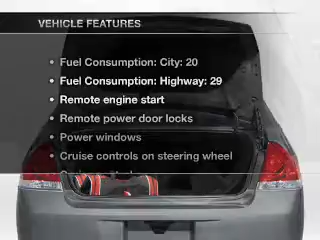 VEHICLE FEATURES
• Fuel Consumption: City: 20
• Fuel Consumption: Highway: 29
• Remote engine start
• Remote power door locks
• Power windows
• Cruise controls on steering wheel